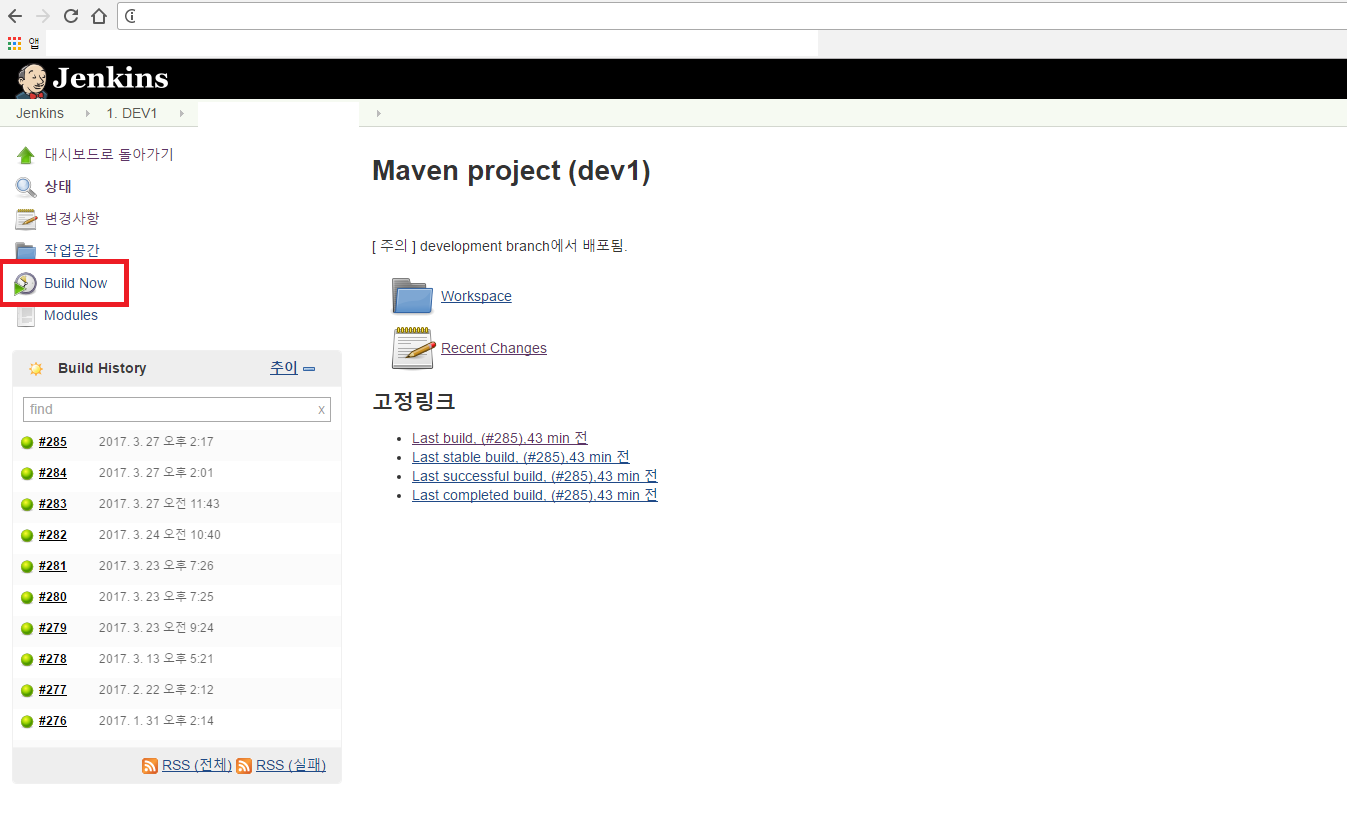 앱
Jenkins
Jenkins 1. DEV1
대시보드로 돌아가기
상태
변경사항
작업공간
Build Now
Modules
Build History 추이
find x
#285 2017. 3. 27 오후 2:17
#284 2017. 3. 27 오후 2:01
#283 2017. 3. 27 오전 11:43
#282 2017. 3. 24 오전 10:40
#281 2017. 3. 23 오후 7:26
#280 2017. 3. 23 오후 7:25
#279 2017. 3. 23 오전 9:24
#278 2017. 3. 13 오후 5:21
#277 2017. 2. 22 오후 2:12
#276 2017. 1. 31 오후 2:14
RSS (전체) RSS (실패)
Maven project (dev1)
[ 주의 ] development branch에서 배포됨.
Workspace
Recent Changes
고정링크
Last build, (#285),43 min 전
Last stable build, (#285),43 min 전
Last successful build, (#285),43 min 전
Last completed build, (#285),43 min 전